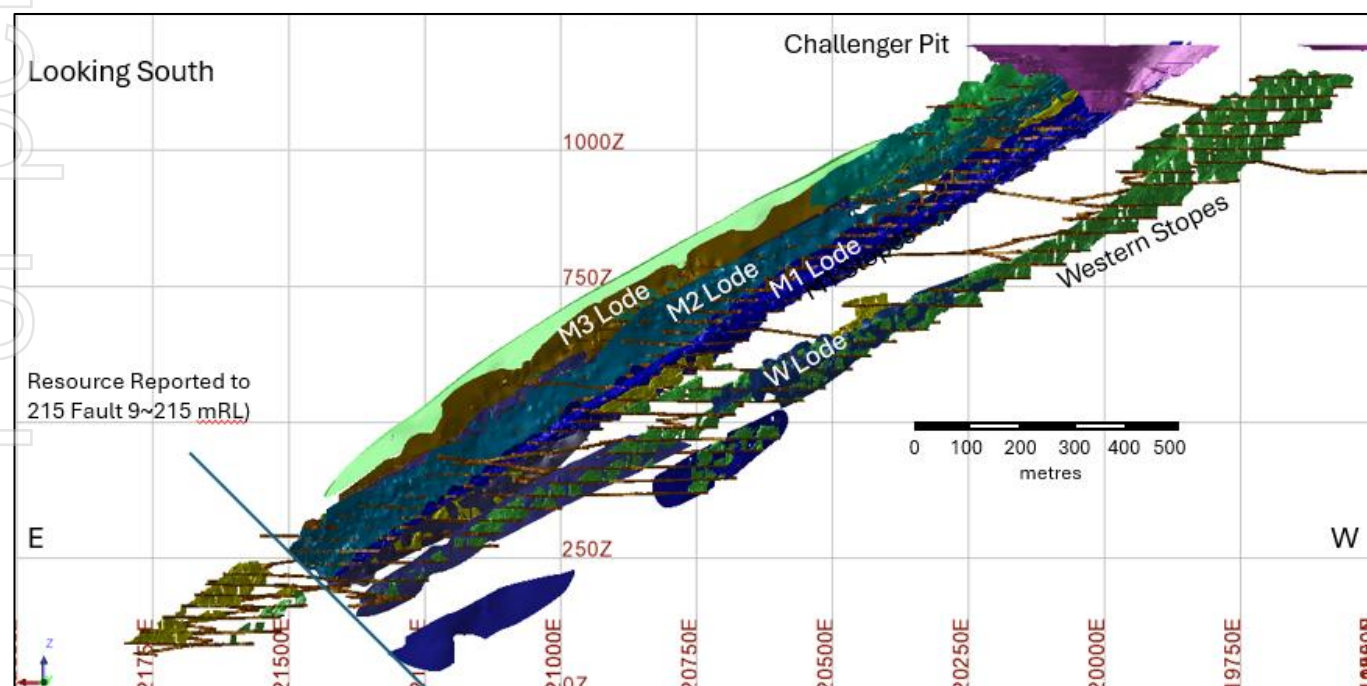 Looking South
Challenger Pit
1000Z
750Z
M3 Lode
M2 Lode
M1 Lode
Western Stopes
W Lode
Resource Reported to
215 Fault 9~215 mRL)
0 100 200 300 400 500
metres
E
W
250Z
z
21500E
21000E
20750E
20500E
20250E
20000E
19750E